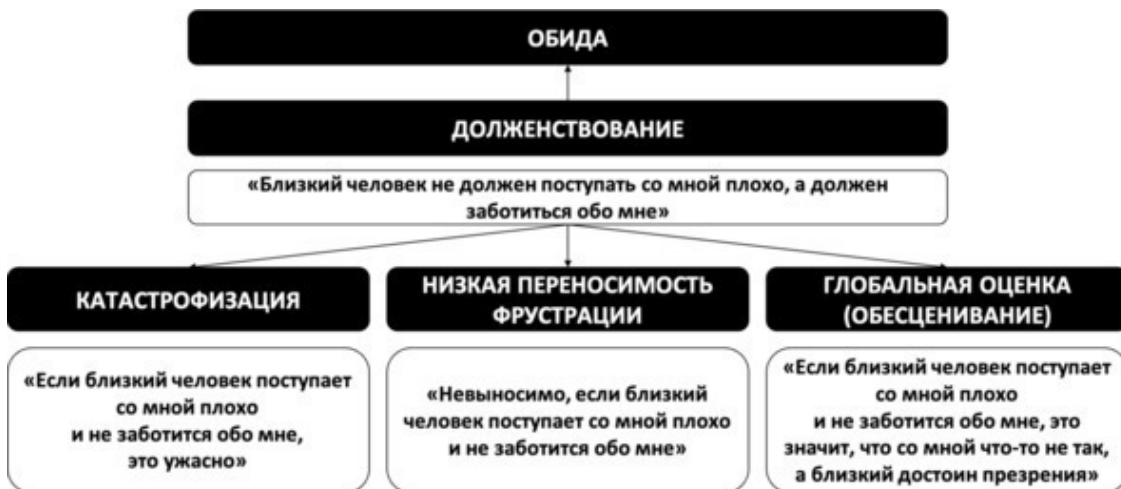 ОБИДА
ДОЛЖЕНСТВОВАНИЕ
«Близкий человек не должен поступать со мной плохо, а должен
заботиться обо мне»
КАТАСТРОФИЗАЦИЯ
«Если близкий человек поступает
со мной плохо
и не заботится обо мне,
это ужасно»
НИЗКАЯ ПЕРЕНОСИМОСТЬ
ФРУСТРАЦИИ
«Невыносимо, если близкий
человек поступает со мной плохо
и не заботится обо мне»
ГЛОБАЛЬНАЯ ОЦЕНКА
(ОБЕСЦЕНИВАНИЕ)
«Если близкий человек поступает
со мной плохо
и не заботится обо мне, это
значит, что со мной что-то не так,
а близкий достоин презрения»